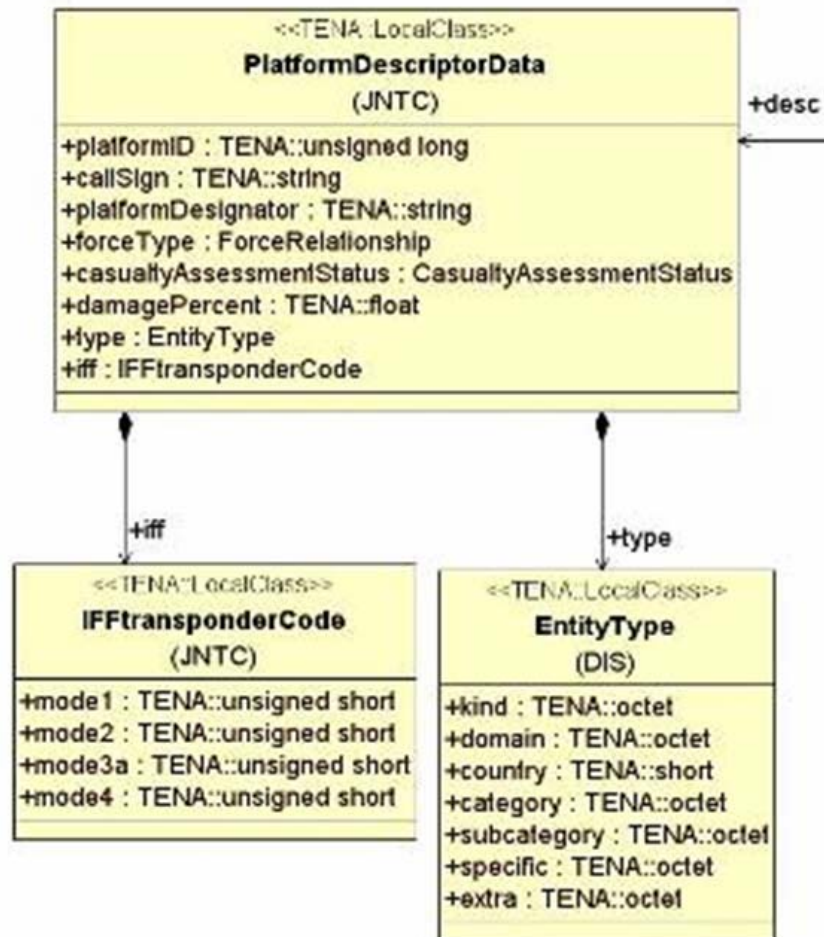 <<TENA::LocalClass>>
PlatformDescriptorData
(JNTC)
+desc
+platformID : TENA::unsigned long
+callSign : TENA::string
+platformDesignator : TENA::string
+forceType : ForceRelationship
+casualtyAssessmentStatus : CasualtyAssessmentStatus
+damagePercent : TENA::float
+type : EntityType
+iff : IFFtransponderCode
+iff
+type
<<TENA::LocalClass>>
IFFtransponderCode
(JNTC)
+mode1 : TENA::unsigned short
+mode2 : TENA::unsigned short
+mode3a : TENA::unsigned short
+mode4 : TENA::unsigned short
<<TENA::LocalClass>>
EntityType
(DIS)
+kind : TENA::octet
+domain : TENA::octet
+country : TENA::short
+category : TENA::octet
+subcategory : TENA::octet
+specific : TENA::octet
+extra : TENA::octet